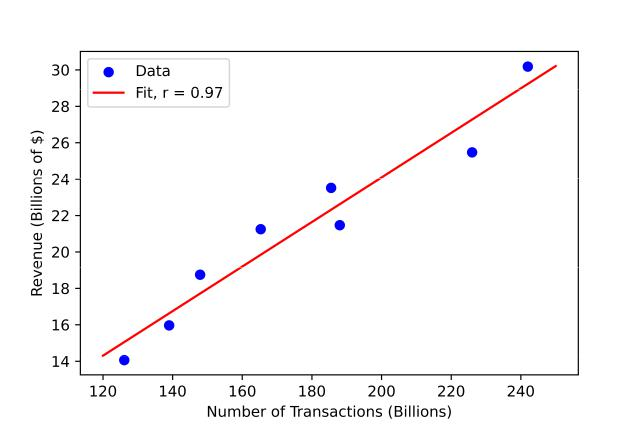 Data
Fit, r = 0.97
30
28
26
24
22
20
18
16
14
Revenue (Billions of $)
120 140 160 180 200 220 240
Number of Transactions (Billions)